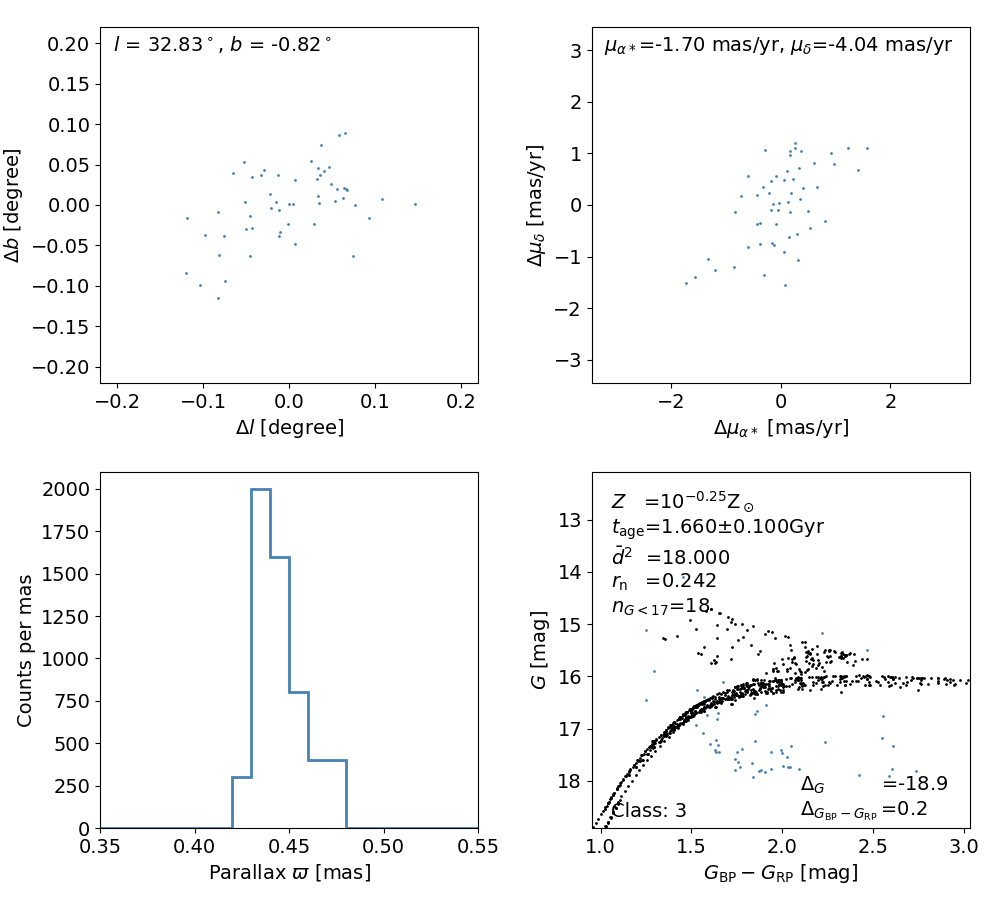 l = 32.83°, b = -0.82°
0.20
0.15
0.10
0.05
0.00
−0.05
−0.10
−0.15
−0.20
Δb [degree]
−0.2 −0.1 0.0 0.1 0.2
Δl [degree]
μα*=-1.70 mas/yr, μδ=-4.04 mas/yr
3
2
1
0
−1
−2
−3
Δμδ [mas/yr]
−2 0 2
Δμα* [mas/yr]
2000
1750
1500
1250
1000
750
500
250
0
Counts per mas
0.35 0.40 0.45 0.50 0.55
Parallax ϖ [mas]
Z =10^−0.25 Z⊙
t_age=1.660±0.100Gyr
d̄² =18.000
r_n =0.242
n_G<17=18
13
14
15
16
17
18
G [mag]
Δ_G =-18.9
Δ_G_BP−G_RP =0.2
Class: 3
1.0 1.5 2.0 2.5 3.0
G_BP − G_RP [mag]